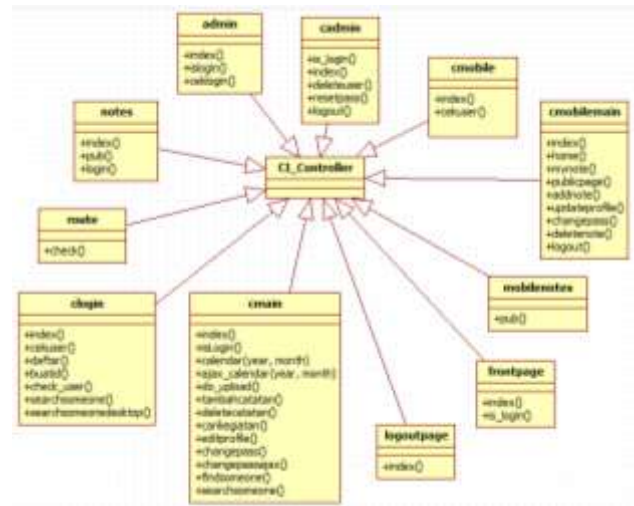 admin
+index()
+islogin()
+ceklogin()
cadmin
+is_login()
+index()
+deleteuser()
+resetpass()
+logout()
cmobile
+index()
+cekuser()
notes
+index()
+pub()
+login()
CI_Controller
cmobilemain
+index()
+home()
+mynote()
+publicpage()
+addnote()
+updateprofile()
+changepass()
+deletenote()
+logout()
route
+check()
mobilenotes
+pub()
clogin
+index()
+cekuser()
+daftar()
+buatid()
+check_user()
+searchsomeone()
+searchsomeonedesktop()
cmain
+index()
+isLogin()
+calendar(year, month)
+ajax_calendar(year, month)
+do_upload()
+tambahcatatan()
+deletecatatan()
+carikegiatan()
+editprofile()
+changepass()
+changepassajax()
+findsomeone()
+searchsomeone()
frontpage
+index()
+is_login()
logoutpage
+index()